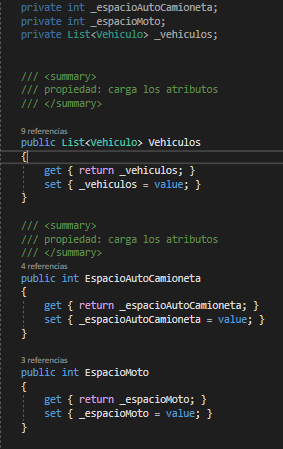 private int _espacioAutoCamioneta;
private int _espacioMoto;
private List<Vehiculo> _vehiculos;
/// <summary>
/// propiedad: carga los atributos
/// </summary>
9 referencias
public List<Vehiculo> Vehiculos
{
get { return _vehiculos; }
set { _vehiculos = value; }
}
/// <summary>
/// propiedad: carga los atributos
/// </summary>
4 referencias
public int EspacioAutoCamioneta
{
get { return _espacioAutoCamioneta; }
set { _espacioAutoCamioneta = value; }
}
3 referencias
public int EspacioMoto
{
get { return _espacioMoto; }
set { _espacioMoto = value; }
}